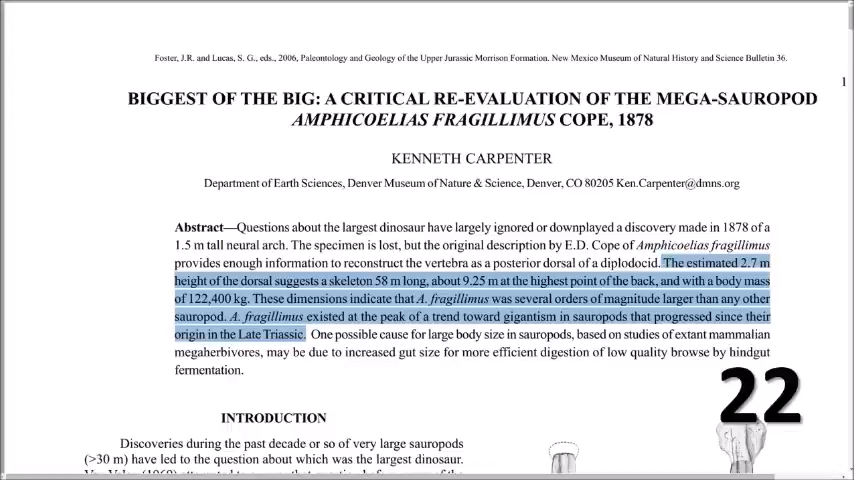 Foster, J.R. and Lucas, S. G., eds., 2006, Paleontology and Geology of the Upper Jurassic Morrison Formation. New Mexico Museum of Natural History and Science Bulletin 36.
1
BIGGEST OF THE BIG: A CRITICAL RE-EVALUATION OF THE MEGA-SAUROPOD
AMPHICOELIAS FRAGILLIMUS COPE, 1878
KENNETH CARPENTER
Department of Earth Sciences, Denver Museum of Nature & Science, Denver, CO 80205 Ken.Carpenter@dmns.org
Abstract—Questions about the largest dinosaur have largely ignored or downplayed a discovery made in 1878 of a
1.5 m tall neural arch. The specimen is lost, but the original description by E.D. Cope of Amphicoelias fragillimus
provides enough information to reconstruct the vertebra as a posterior dorsal of a diplodocid. The estimated 2.7 m
height of the dorsal suggests a skeleton 58 m long, about 9.25 m at the highest point of the back, and with a body mass
of 122,400 kg. These dimensions indicate that A. fragillimus was several orders of magnitude larger than any other
sauropod. A. fragillimus existed at the peak of a trend toward gigantism in sauropods that progressed since their
origin in the Late Triassic. One possible cause for large body size in sauropods, based on studies of extant mammalian
megaherbivores, may be due to increased gut size for more efficient digestion of low quality browse by hindgut
fermentation.
22
INTRODUCTION
Discoveries during the past decade or so of very large sauropods
(>30 m) have led to the question about which was the largest dinosaur.